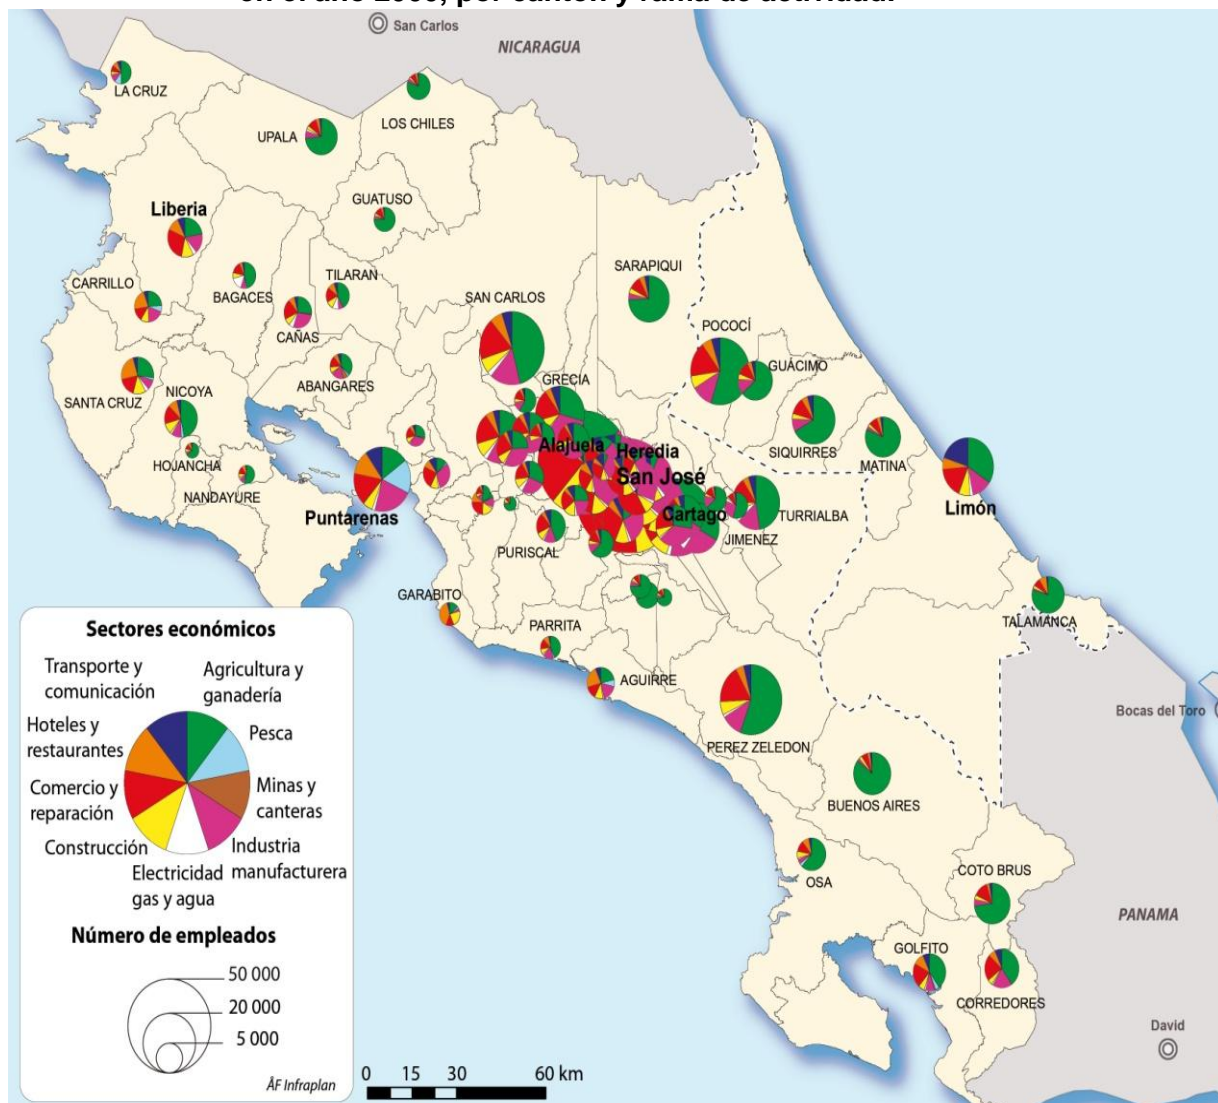 en el año 2000, por cantón y rama de actividad.
San Carlos
NICARAGUA
LA CRUZ
LOS CHILES
UPALA
GUATUSO
Liberia
SARAPIQUI
CARRILLO
BAGACES
TILARAN
SAN CARLOS
POCOCÍ
CAÑAS
GUÁCIMO
ABANGARES
GRECIA
SANTA CRUZ
NICOYA
Alajuela
Heredia
San José
SIQUIRRES
MATINA
HOJANCHA
NANDAYURE
Puntarenas
Cartago
TURRIALBA
Limón
JIMENEZ
PURISCAL
GARABITO
PARRITA
TALAMANCA
AGUIRRE
Bocas del Toro
PEREZ ZELEDON
BUENOS AIRES
OSA
COTO BRUS
PANAMA
GOLFITO
CORREDORES
David
Sectores económicos
Transporte y
comunicación
Agricultura y
ganadería
Hoteles y
restaurantes
Pesca
Comercio y
reparación
Minas y
canteras
Construcción
Industria
manufacturera
Electricidad
gas y agua
Número de empleados
50 000
20 000
5 000
ÅF Infraplan
0 15 30 60 km